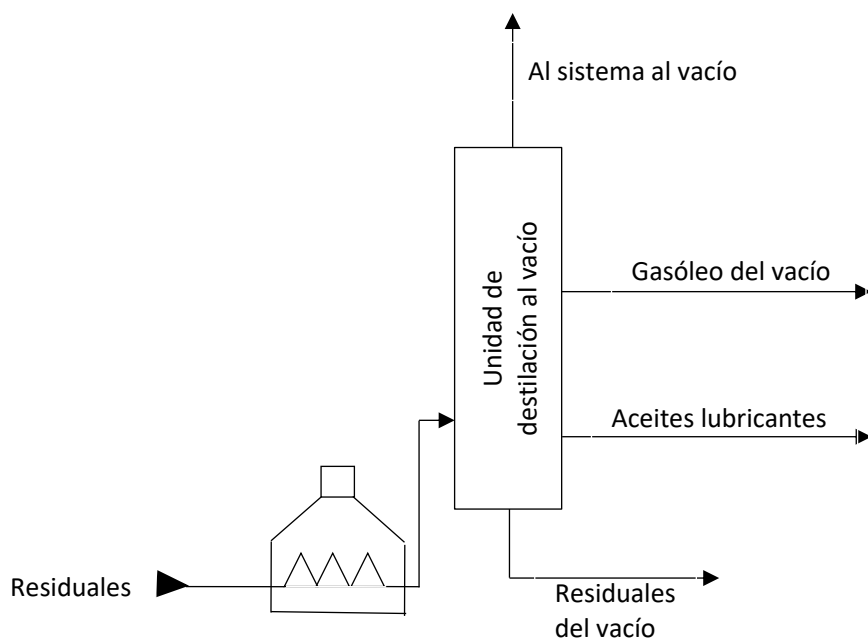 Al sistema al vacío
Gasóleo del vacío
Unidad de
destilación al vacío
Aceites lubricantes
Residuales
Residuales
del vacío